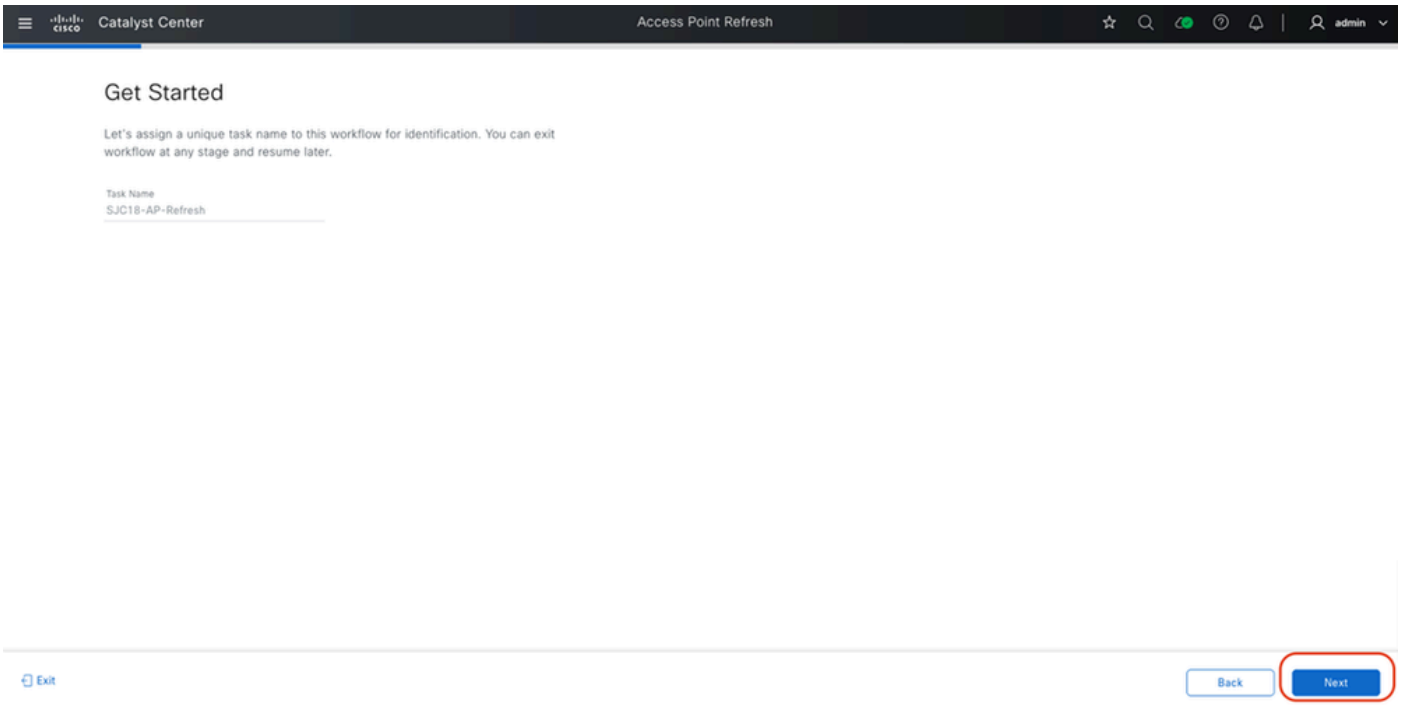 CISCO Catalyst Center
Access Point Refresh
admin
Get Started
Let's assign a unique task name to this workflow for identification. You can exit
workflow at any stage and resume later.
Task Name
SJC18-AP-Refresh
Exit
Back
Next